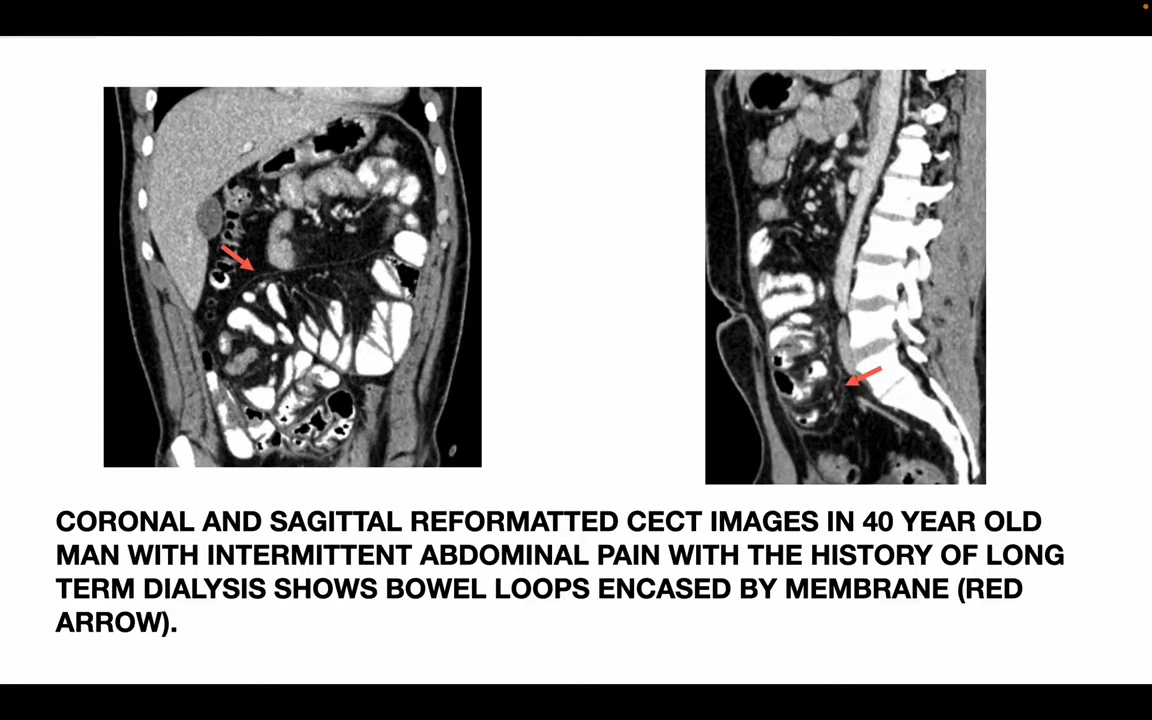 CORONAL AND SAGITTAL REFORMATTED CECT IMAGES IN 40 YEAR OLD
MAN WITH INTERMITTENT ABDOMINAL PAIN WITH THE HISTORY OF LONG
TERM DIALYSIS SHOWS BOWEL LOOPS ENCASED BY MEMBRANE (RED
ARROW).